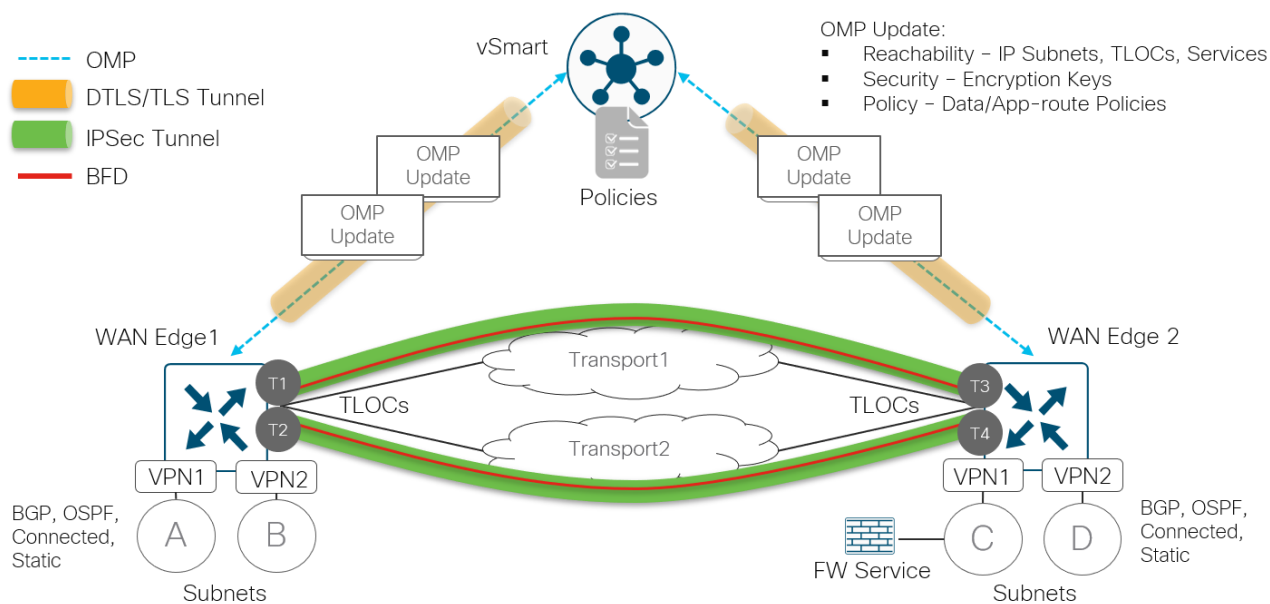 OMP
DTLS/TLS Tunnel
IPSec Tunnel
BFD
vSmart
Policies
OMP Update:
▪ Reachability – IP Subnets, TLOCs, Services
▪ Security – Encryption Keys
▪ Policy – Data/App-route Policies
OMP
Update
OMP
Update
OMP
Update
OMP
Update
WAN Edge1
WAN Edge 2
T1
T2
TLOCs
Transport1
Transport2
TLOCs
T3
T4
VPN1
VPN2
BGP, OSPF,
Connected,
Static
A
B
Subnets
FW Service
VPN1
VPN2
C
D
BGP, OSPF,
Connected,
Static
Subnets